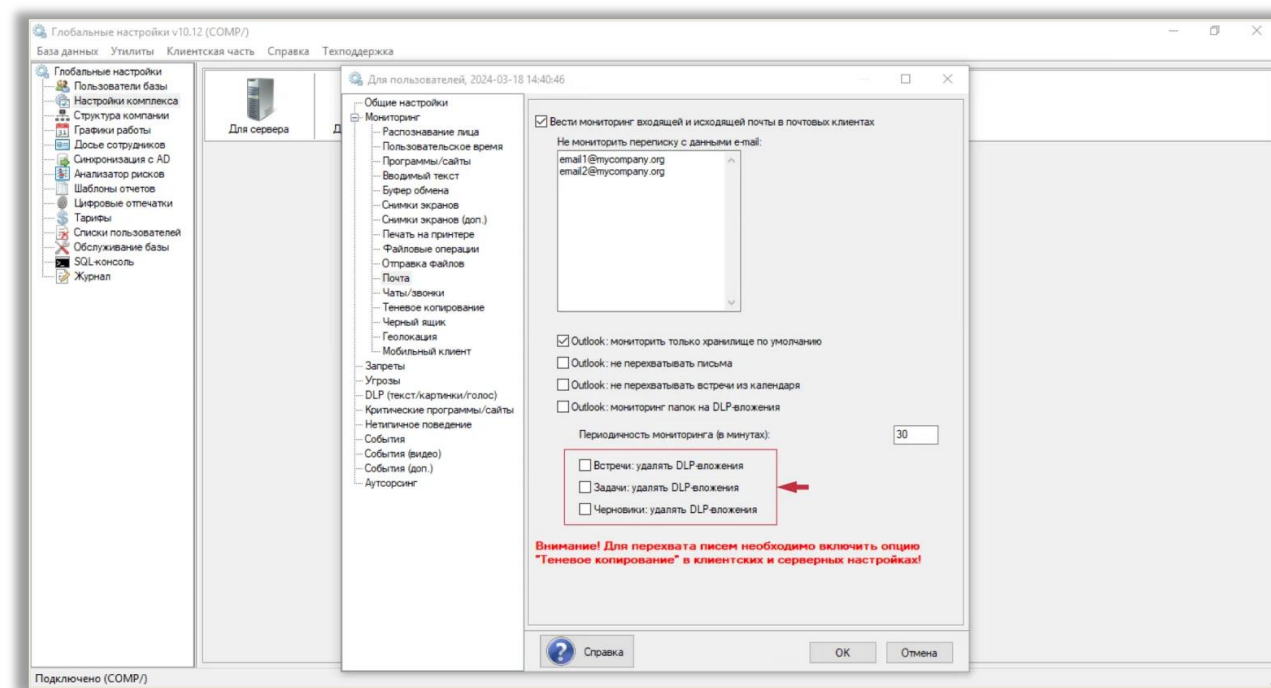 Глобальные настройки v10.12 (COMP/)
База данных Утилиты Клиентская часть Справка Техподдержка
Глобальные настройки
Пользователи базы
Настройки комплекса
Структура компании
Графики работы
Досье сотрудников
Синхронизация с AD
Анализатор рисков
Шаблоны отчетов
Цифровые отпечатки
Тарифы
Списки пользователей
Обслуживание базы
SQL-консоль
Журнал
Для сервера
Для пользователей, 2024-03-18 14:40:46
Общие настройки
Мониторинг
Распознавание лица
Пользовательское время
Программы/сайты
Вводимый текст
Буфер обмена
Снимки экранов
Снимки экранов (доп.)
Печать на принтере
Файловые операции
Отправка файлов
Почта
Чаты/звонки
Теневое копирование
Черный ящик
Геолокация
Мобильный клиент
Запреты
Угрозы
DLP (текст/картинки/голос)
Критические программы/сайты
Нетипичное поведение
События
События (видео)
События (доп.)
Аутсорсинг
Вести мониторинг входящей и исходящей почты в почтовых клиентах
Не мониторить переписку с данными e-mail:
email1@mycompany.org
email2@mycompany.org
Outlook: мониторить только хранилище по умолчанию
Outlook: не перехватывать письма
Outlook: не перехватывать встречи из календаря
Outlook: мониторинг папок на DLP-вложения
Периодичность мониторинга (в минутах): 30
Встречи: удалять DLP-вложения
Задачи: удалять DLP-вложения
Черновики: удалять DLP-вложения
Внимание! Для перехвата писем необходимо включить опцию
"Теневое копирование" в клиентских и серверных настройках!
Справка
OK
Отмена
Подключено (COMP/)